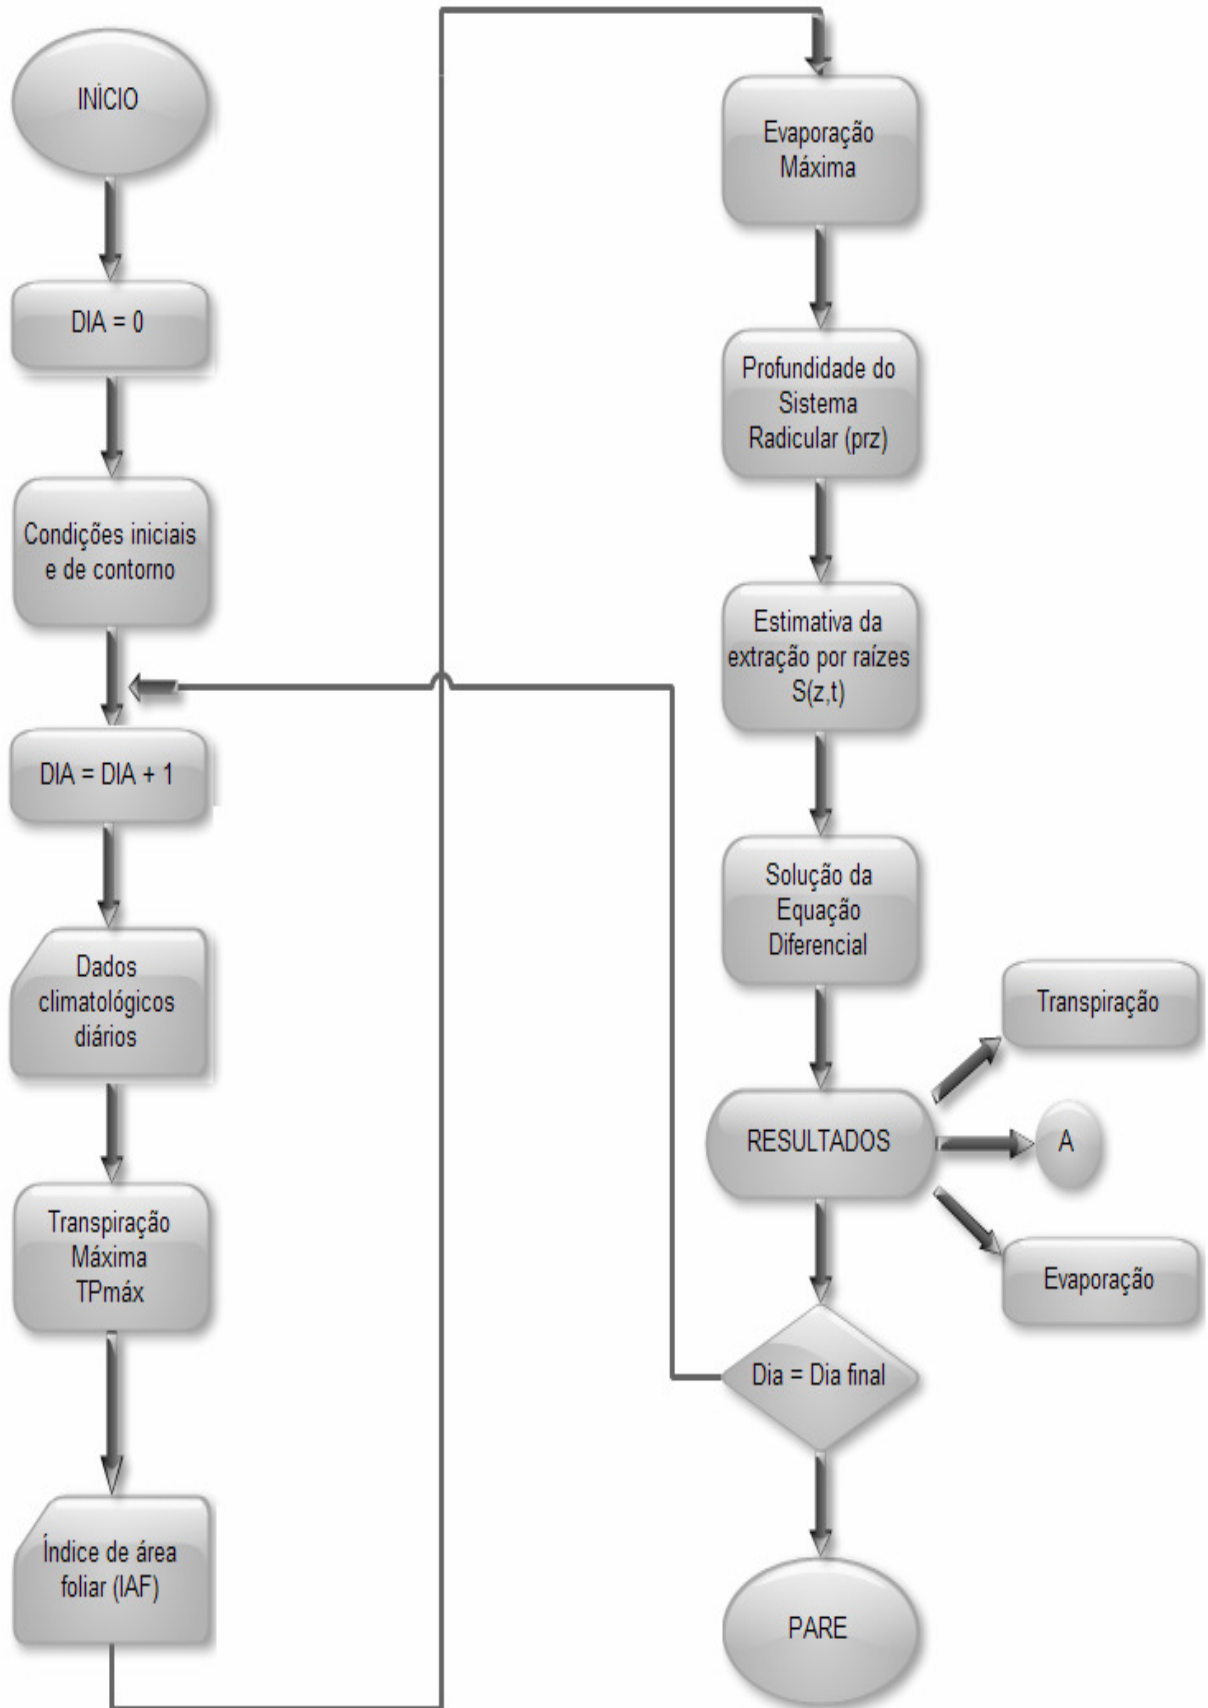 INÍCIO
DIA = 0
Condições iniciais
e de contorno
DIA = DIA + 1
Dados
climatológicos
diários
Transpiração
Máxima
TPmáx
Índice de área
foliar (IAF)
Evaporação
Máxima
Profundidade do
Sistema
Radicular (prz)
Estimativa da
extração por raízes
S(z,t)
Solução da
Equação
Diferencial
RESULTADOS
Transpiração
A
Evaporação
Dia = Dia final
PARE